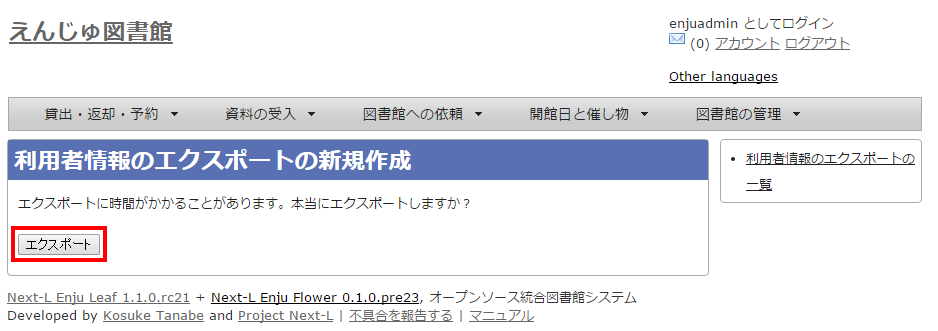 えんじゅ図書館
enjuadmin としてログイン
(0) アカウント ログアウト
Other languages
貸出・返却・予約 資料の受入 図書館への依頼 開館日と催し物 図書館の管理
利用者情報のエクスポートの新規作成
エクスポートに時間がかかることがあります。本当にエクスポートしますか？
エクスポート
利用者情報のエクスポートの
一覧
Next-L Enju Leaf 1.1.0.rc21 + Next-L Enju Flower 0.1.0.pre23, オープンソース統合図書館システム
Developed by Kosuke Tanabe and Project Next-L | 不具合を報告する | マニュアル